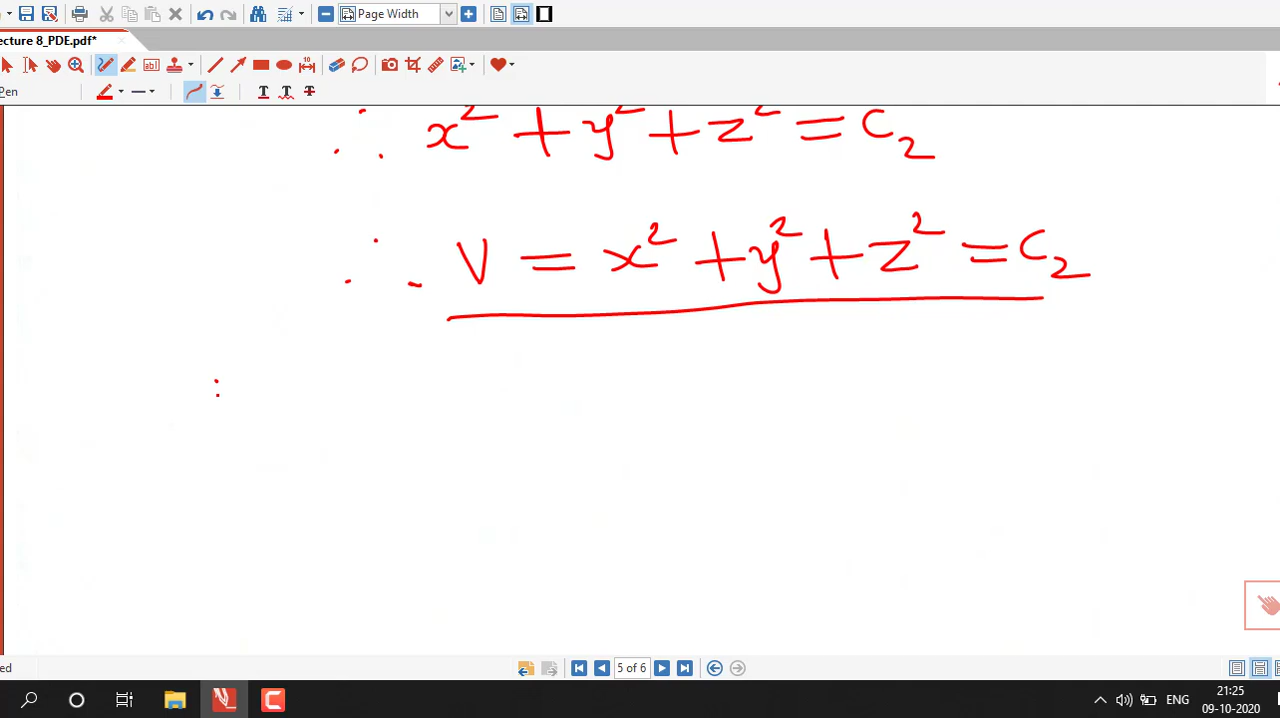 Page Width
ecture 8_PDE.pdf*
Pen
∴ x² + y² + z² = C₂
∴ V = x² + y² + z² = C₂
:
ed
5 of 6
ENG
21:25
09-10-2020